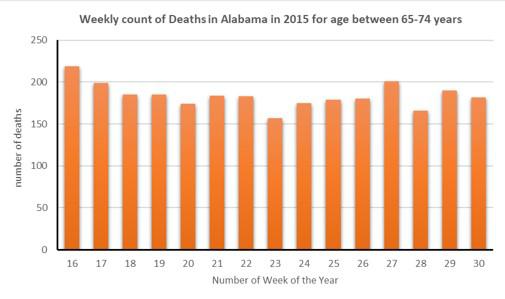 Weekly count of Deaths in Alabama in 2015 for age between 65-74 years
250
200
150
100
50
0
number of deaths
16 17 18 19 20 21 22 23 24 25 26 27 28 29 30
Number of Week of the Year